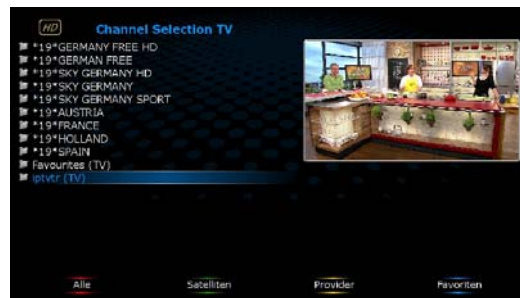 HD Channel Selection TV
*19*GERMANY FREE HD
*19*GERMAN FREE
*19*SKY GERMANY HD
*19*SKY GERMANY
*19*SKY GERMANY SPORT
*19*AUSTRIA
*19*FRANCE
*19*HOLLAND
*19*SPAIN
Favourites (TV)
iptvtr (TV)
Alle Satelliten Provider Favoriten